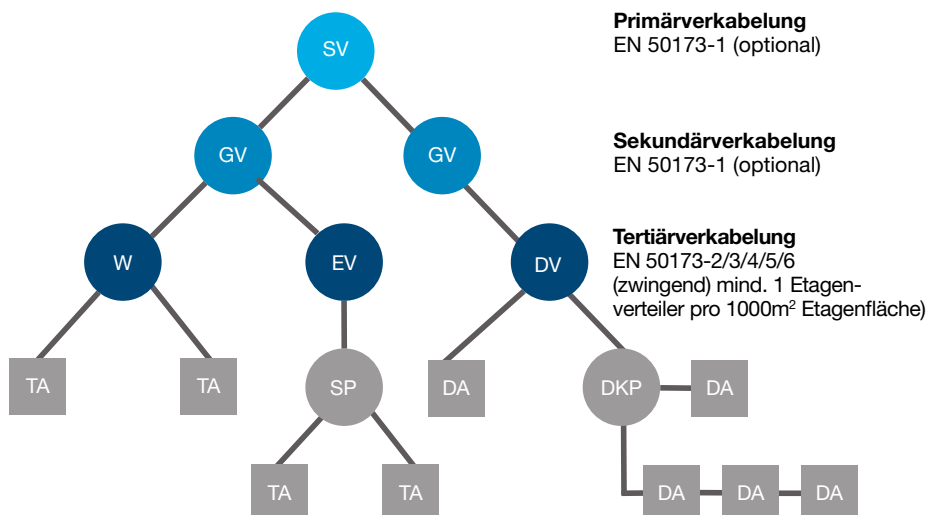 SV
Primärverkabelung
EN 50173-1 (optional)
GV
GV
Sekundärverkabelung
EN 50173-1 (optional)
W
EV
DV
Tertiärverkabelung
EN 50173-2/3/4/5/6
(zwingend) mind. 1 Etagen-
verteiler pro 1000m² Etagenfläche)
TA
TA
SP
DA
DKP
DA
TA
TA
DA
DA
DA